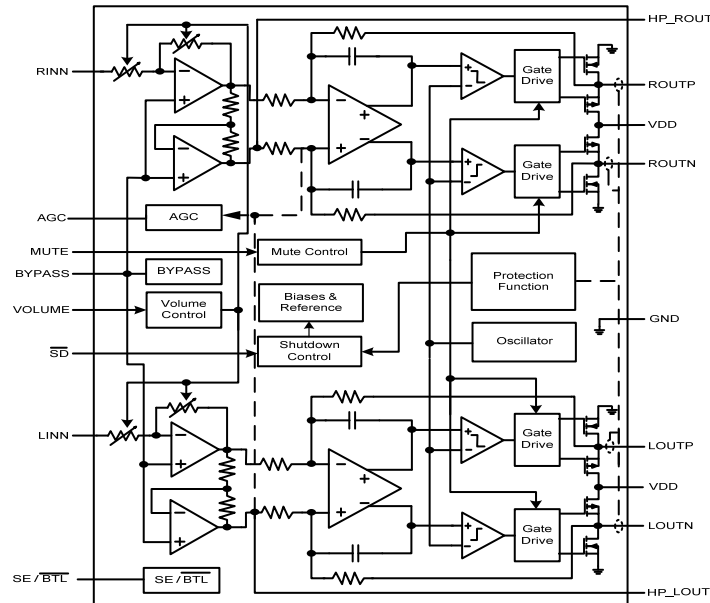 HP_ROUT
RINN
ROUTP
Gate
Drive
VDD
Gate
Drive
ROUTN
AGC
AGC
MUTE
Mute Control
BYPASS
BYPASS
Protection
Function
Biases &
Reference
VOLUME
Volume
Control
GND
Oscillator
SD
Shutdown
Control
LINN
Gate
Drive
LOUTP
VDD
Gate
Drive
LOUTN
SE/BTL
SE/BTL
HP_LOUT